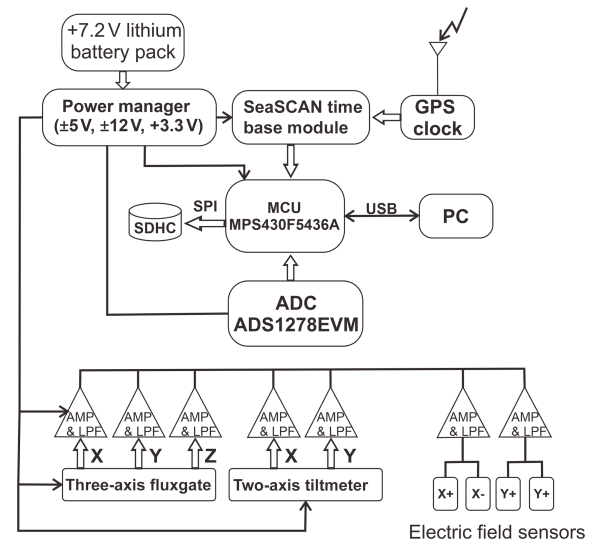 +7.2 V lithium
battery pack
Power manager
(±5V, ±12V, +3.3V)
SeaSCAN time
base module
GPS
clock
MCU
MPS430F5436A
SPI
SDHC
USB
PC
ADC
ADS1278EVM
AMP
& LPF
AMP
& LPF
AMP
& LPF
AMP
& LPF
AMP
& LPF
AMP
& LPF
AMP
& LPF
X
Y
Z
X
Y
Three-axis fluxgate
Two-axis tiltmeter
X+
X-
Y+
Y+
Electric field sensors